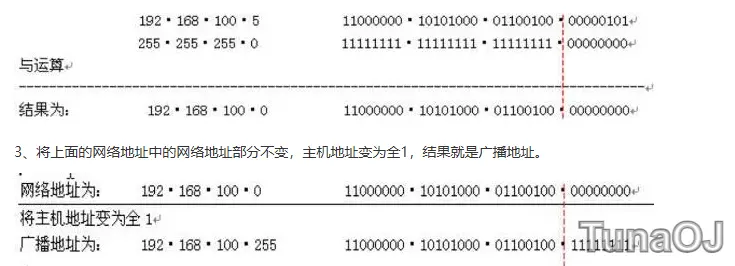 192·168·100·5 11000000·10101000·01100100·00000101
255·255·255·0 11111111·11111111·11111111·00000000
与运算
结果为: 192·168·100·0 11000000·10101000·01100100·00000000
3、将上面的网络地址中的网络地址部分不变，主机地址变为全1，结果就是广播地址。
网络地址为: 192·168·100·0 11000000·10101000·01100100·00000000
将主机地址变为全 1
广播地址为: 192·168·100·255 11000000·10101000·01100100·11111111
TunaOJ